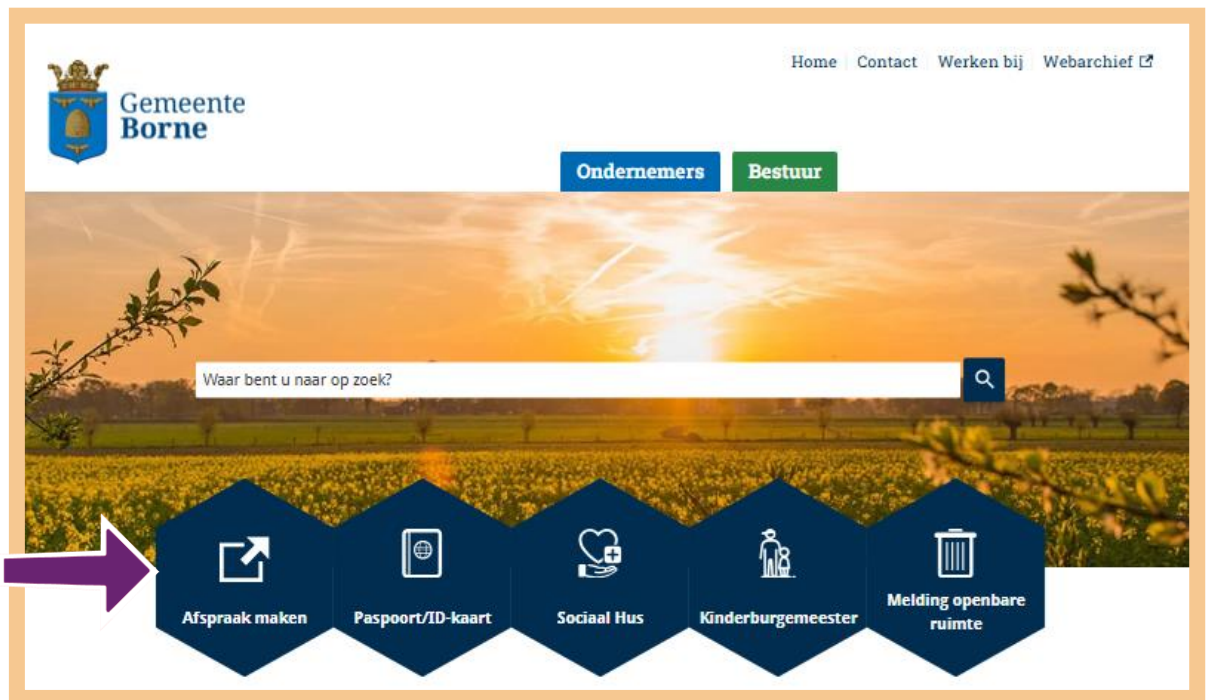 Home Contact Werken bij Webarchief
Gemeente
Borne
Ondernemers Bestuur
Waar bent u naar op zoek?
Afspraak maken
Paspoort/ID-kaart
Sociaal Hus
Kinderburgemeester
Melding openbare
ruimte